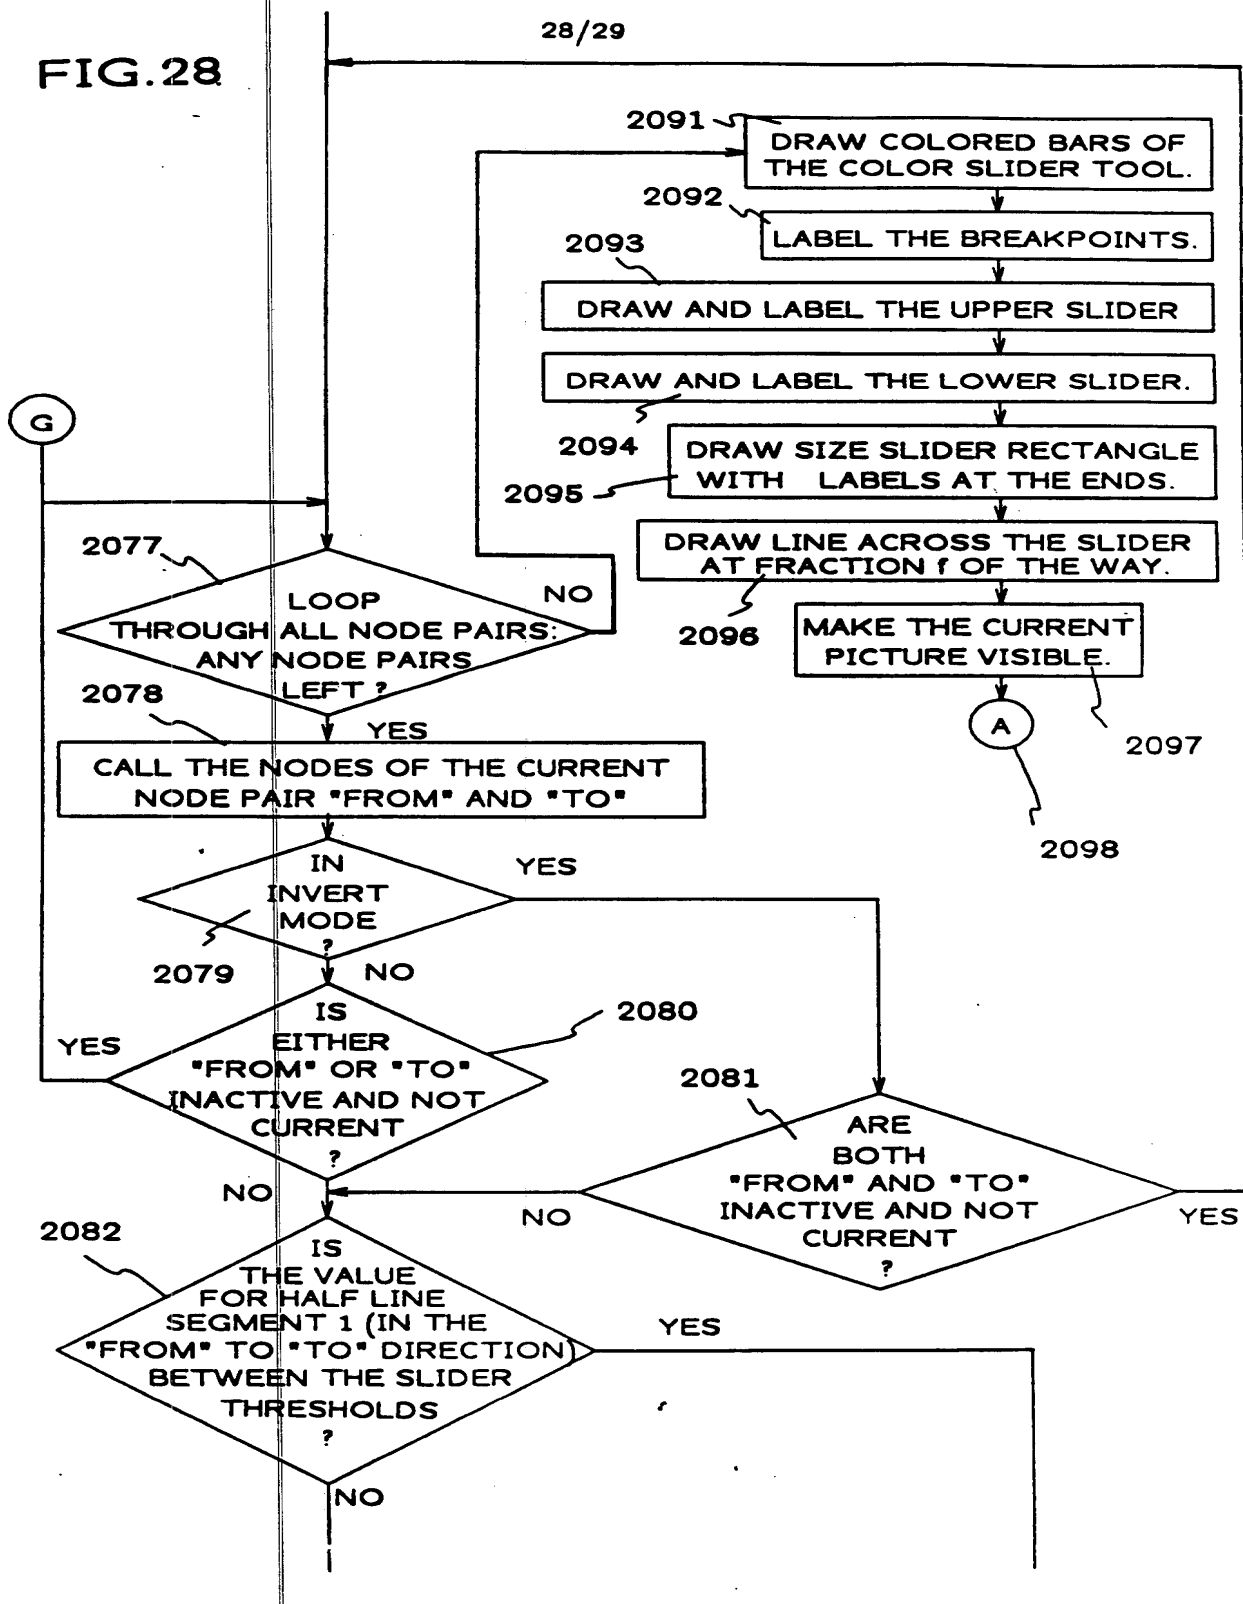 28/29
FIG.28
2091
DRAW COLORED BARS OF
THE COLOR SLIDER TOOL.
2092
LABEL THE BREAKPOINTS.
2093
DRAW AND LABEL THE UPPER SLIDER
DRAW AND LABEL THE LOWER SLIDER.
2094
DRAW SIZE SLIDER RECTANGLE
WITH LABELS AT THE ENDS.
2095
DRAW LINE ACROSS THE SLIDER
AT FRACTION f OF THE WAY.
2096
MAKE THE CURRENT
PICTURE VISIBLE.
2097
A
2098
G
2077
LOOP
THROUGH ALL NODE PAIRS:
ANY NODE PAIRS
LEFT ?
NO
YES
2078
CALL THE NODES OF THE CURRENT
NODE PAIR "FROM" AND "TO"
IN
INVERT
MODE
?
YES
2079
NO
IS
EITHER
"FROM" OR "TO"
INACTIVE AND NOT
CURRENT
?
2080
YES
NO
2081
ARE
BOTH
"FROM" AND "TO"
INACTIVE AND NOT
CURRENT
?
NO
YES
2082
IS
THE VALUE
FOR HALF LINE
SEGMENT 1 (IN THE
"FROM" TO "TO" DIRECTION)
BETWEEN THE SLIDER
THRESHOLDS
?
YES
NO